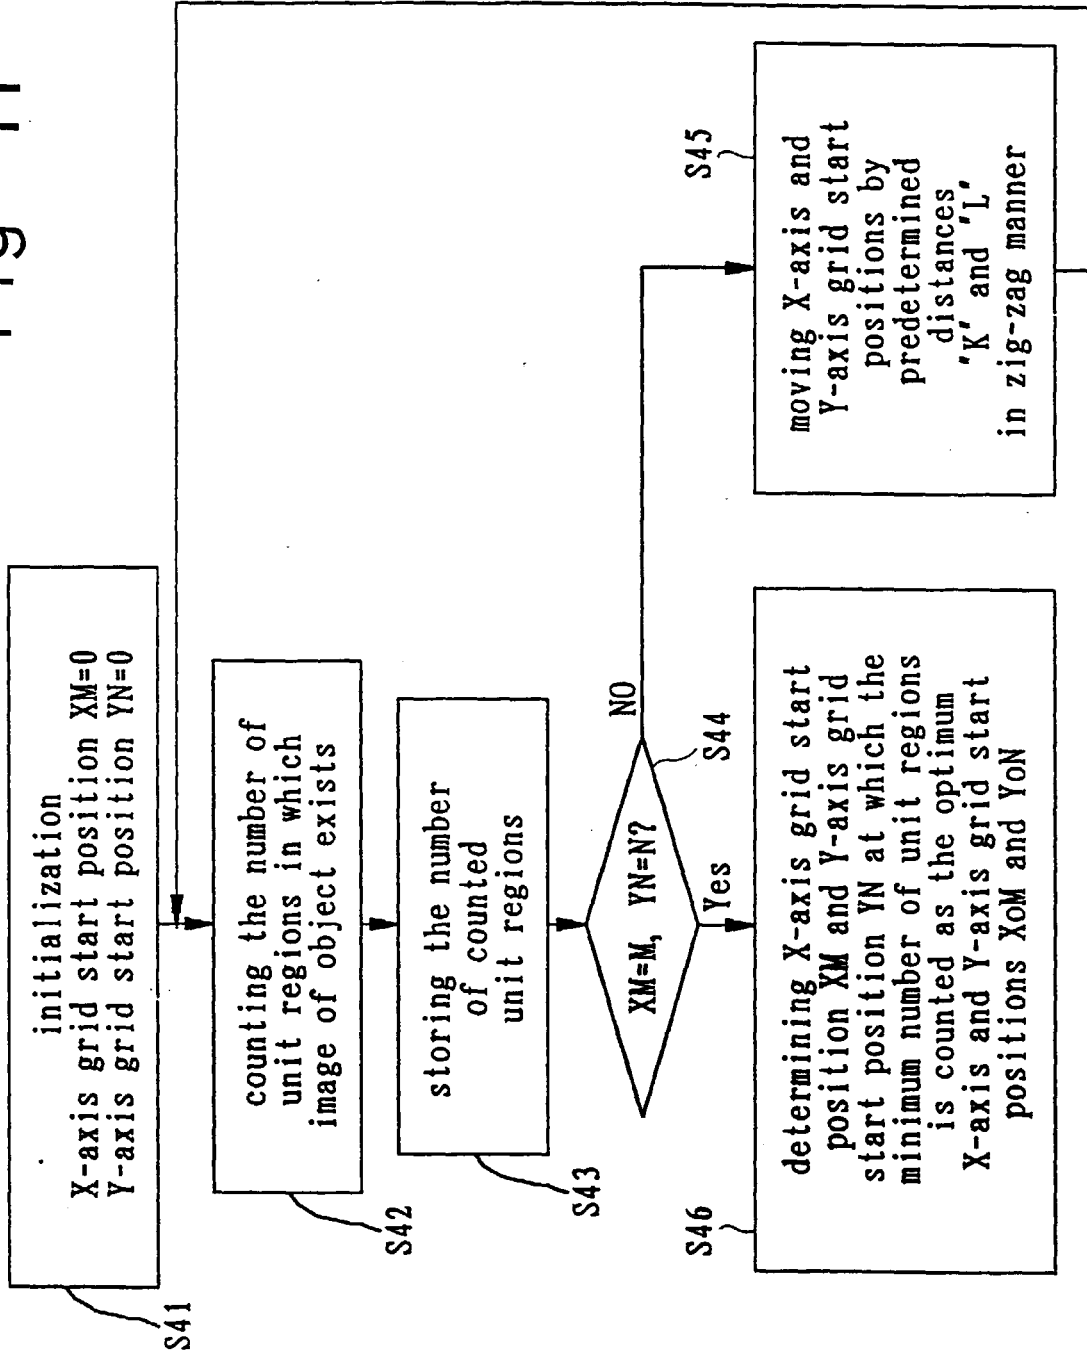 Fig 11
initialization
X-axis grid start position XM=0
Y-axis grid start position YN=0
S41
counting the number of
unit regions in which
image of object exists
S42
storing the number
of counted
unit regions
S43
XM=M, YN=N?
S44
NO
Yes
moving X-axis and
Y-axis grid start
positions by
predetermined
distances
"K" and "L"
in zig-zag manner
S45
determining X-axis grid start
position XM and Y-axis grid
start position YN at which the
minimum number of unit regions
is counted as the optimum
X-axis and Y-axis grid start
positions XoM and YoN
S46